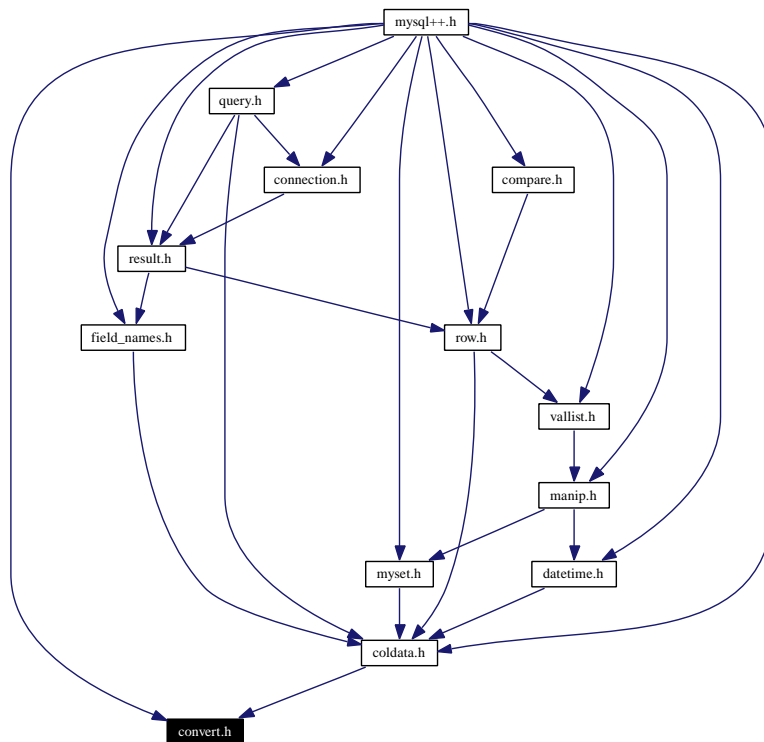 mysql++.h
query.h
connection.h
compare.h
result.h
field_names.h
row.h
vallist.h
manip.h
myset.h
datetime.h
coldata.h
convert.h